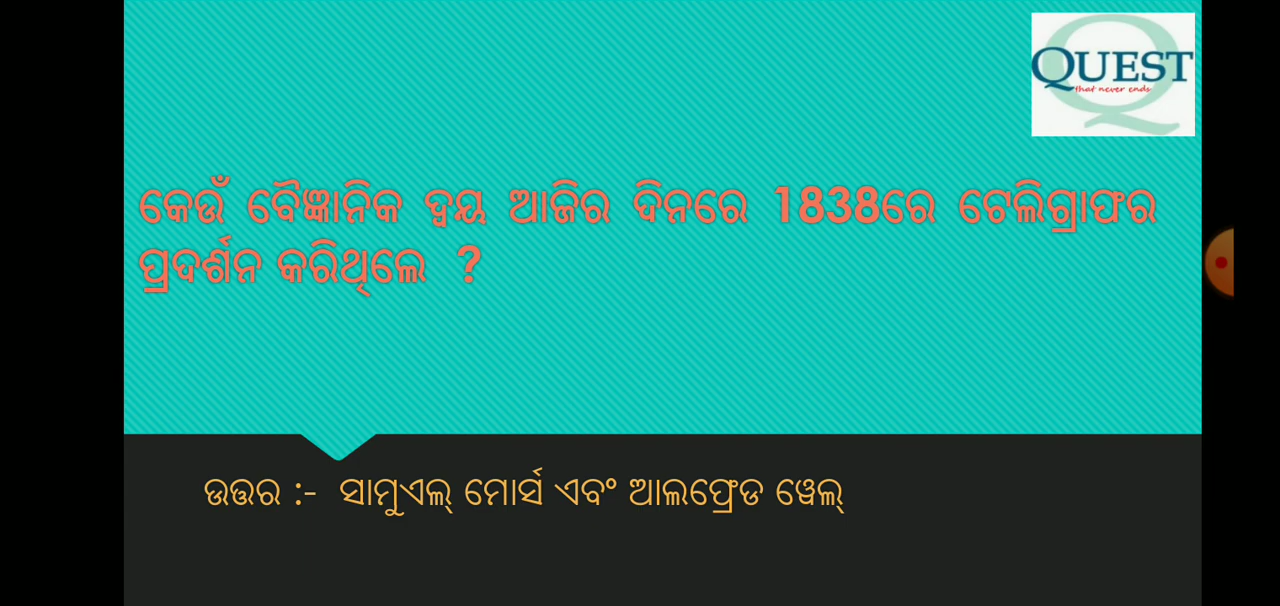 QUEST
that never ends
କେଉଁ ବୈଜ୍ଞାନିକ ଦ୍ୱୟ ଆଜିର ଦିନରେ 1838ରେ ଟେଲିଗ୍ରାଫର
ପ୍ରଦର୍ଶନ କରିଥିଲେ ?
ଉତ୍ତର :- ସାମୁଏଲ୍ ମୋର୍ସ ଏବଂ ଆଲଫ୍ରେଡ ୱେଲ୍